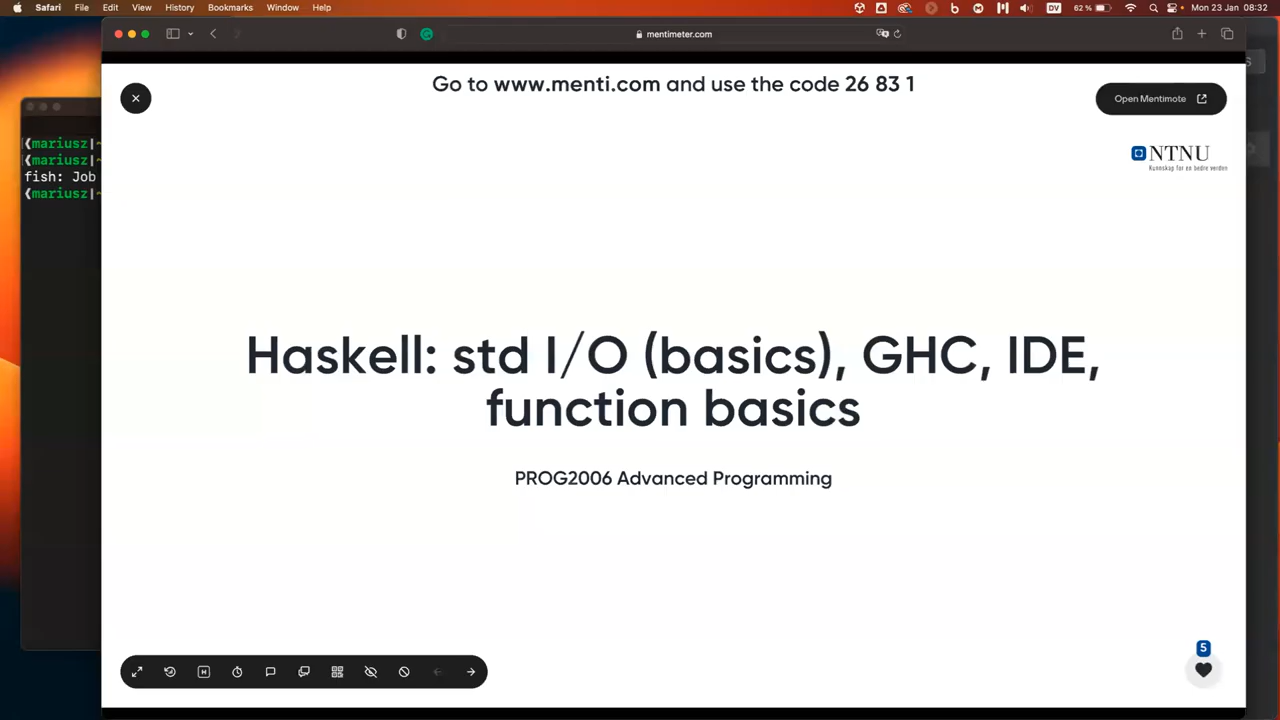 Safari File Edit View History Bookmarks Window Help
DV 62 % Mon 23 Jan 08:32
mentimeter.com
Go to www.menti.com and use the code 26 83 1
Open Mentimote
NTNU
Kunnskap for en bedre verden
❮mariusz|~
❮mariusz|~
fish: Job
❮mariusz|~
Haskell: std I/O (basics), GHC, IDE,
function basics
PROG2006 Advanced Programming
H
5